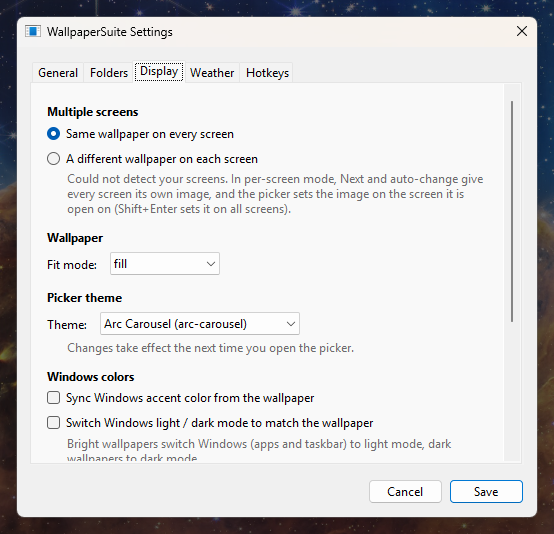 WallpaperSuite Settings
General Folders Display Weather Hotkeys
Multiple screens
Same wallpaper on every screen
A different wallpaper on each screen
Could not detect your screens. In per-screen mode, Next and auto-change give
every screen its own image, and the picker sets the image on the screen it is
open on (Shift+Enter sets it on all screens).
Wallpaper
Fit mode: fill
Picker theme
Theme: Arc Carousel (arc-carousel)
Changes take effect the next time you open the picker.
Windows colors
Sync Windows accent color from the wallpaper
Switch Windows light / dark mode to match the wallpaper
Bright wallpapers switch Windows (apps and taskbar) to light mode, dark
wallpapers to dark mode.
Cancel Save